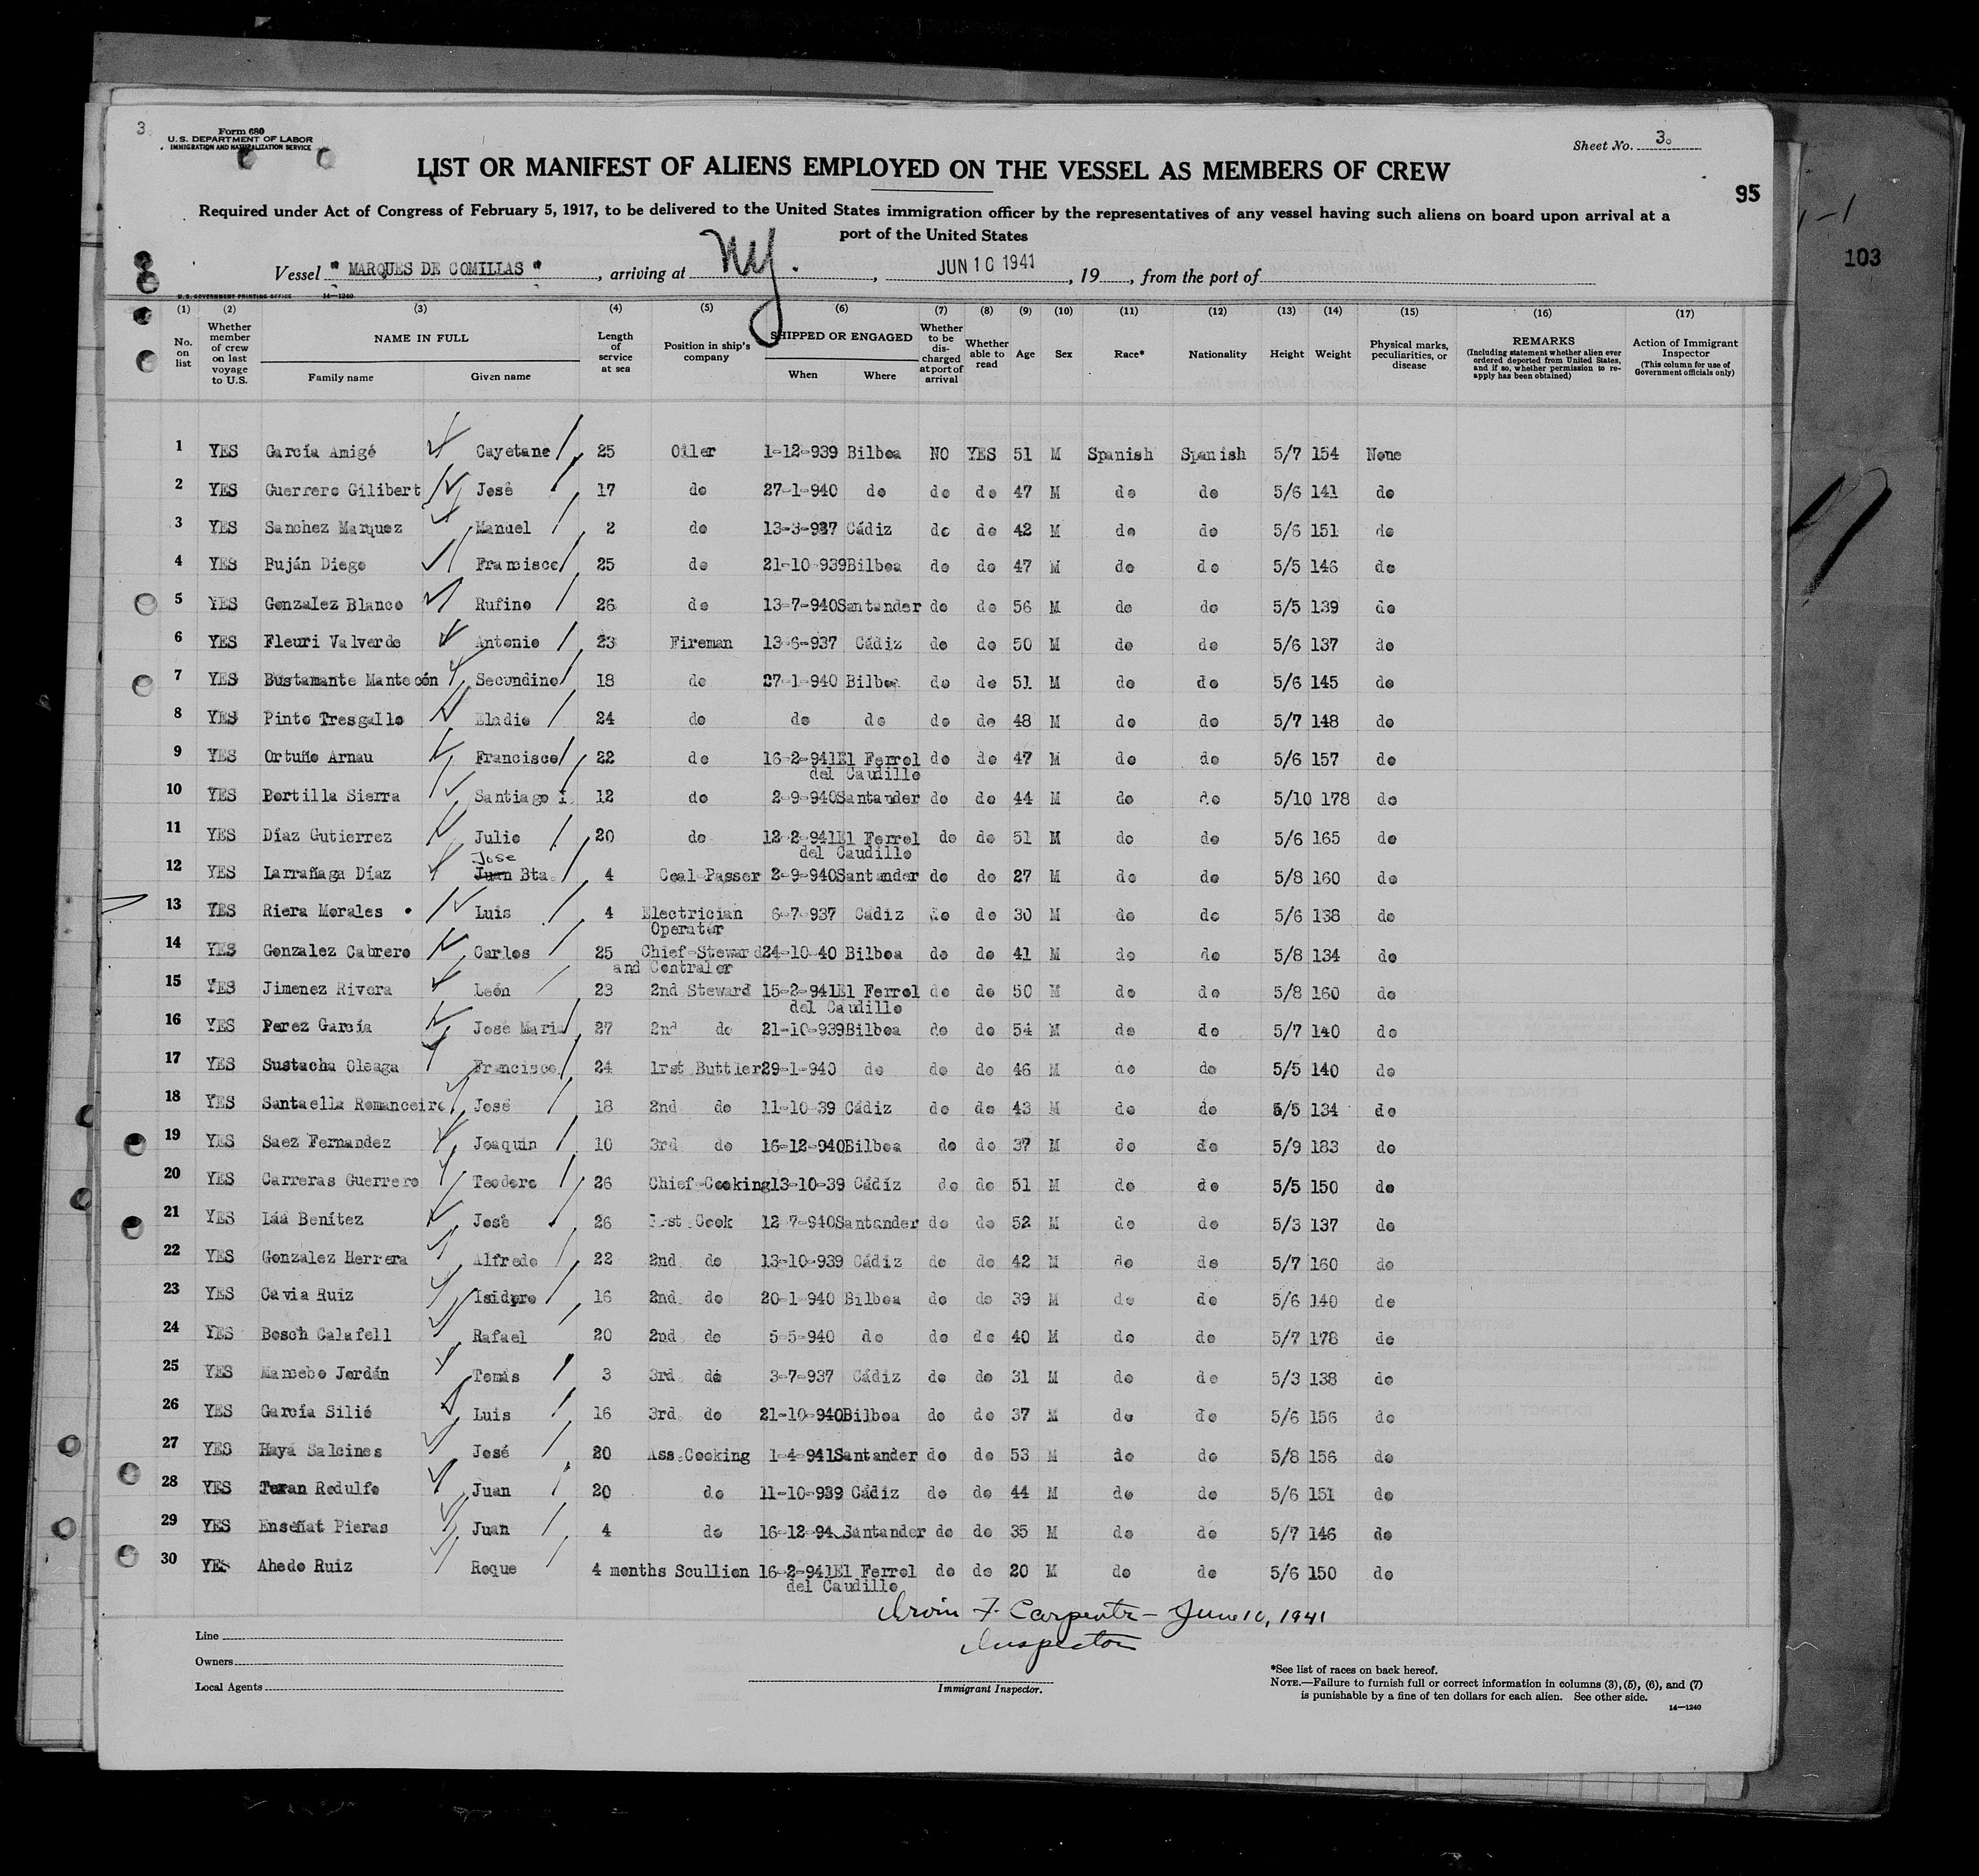 3
Form 680
U.S. DEPARTMENT OF LABOR
IMMIGRATION AND NATURALIZATION SERVICE
Sheet No. 3.
LIST OR MANIFEST OF ALIENS EMPLOYED ON THE VESSEL AS MEMBERS OF CREW
95
Required under Act of Congress of February 5, 1917, to be delivered to the United States immigration officer by the representatives of any vessel having such aliens on board upon arrival at a
port of the United States
103
Vessel "MARQUES DE COMILLAS", arriving at NY., JUN 10 1941, 19, from the port of
U. S. GOVERNMENT PRINTING OFFICE 14—1240
(1) (2) (3) (4) (5) (6) (7) (8) (9) (10) (11) (12) (13) (14) (15) (16) (17)
No. on list
Whether member of crew on last voyage to U.S.
NAME IN FULL
Family name
Given name
Length of service at sea
Position in ship's company
SHIPPED OR ENGAGED
When
Where
Whether to be discharged at port of arrival
Whether able to read
Age
Sex
Race*
Nationality
Height
Weight
Physical marks, peculiarities, or disease
REMARKS
(Including statement whether alien ever ordered deported from United States, and if so, whether permission to reapply has been obtained)
Action of Immigrant Inspector
(This column for use of Government officials only)
1 YES García Amigé Cayetano 25 Oiler 1-12-939 Bilboa NO YES 51 M Spanish Spanish 5/7 154 None
2 YES Guerrero Gilibert José 17 do 27-1-940 do do do 47 M do do 5/6 141 do
3 YES Sanchez Marquez Manuel 2 do 13-3-937 Cádiz do do 42 M do do 5/6 151 do
4 YES Puján Diego Francisco 25 do 21-10-939 Bilboa do do 47 M do do 5/5 146 do
5 YES Gonzalez Blanco Rufino 26 do 13-7-940 Santander do do 56 M do do 5/5 139 do
6 YES Fleuri Valverde Antonio 23 Fireman 13-6-937 Cádiz do do 50 M do do 5/6 137 do
7 YES Bustamante Mantecón Secundino 18 do 27-1-940 Bilboa do do 51 M do do 5/6 145 do
8 YES Pinto Tresgallo Eladio 24 do do do do do 48 M do do 5/7 148 do
9 YES Ortuño Arnau Francisco 22 do 16-2-941 El Ferrol do do 47 M do do 5/6 157 do
del Caudillo
10 YES Portilla Sierra Santiago I. 12 do 2-9-940 Santander do do 44 M do do 5/10 178 do
11 YES Díaz Gutierrez Julio 20 do 12-2-941 El Ferrol do do 51 M do do 5/6 165 do
del Caudillo
Jose
12 YES Larrañaga Díaz Juan Bta. 4 Coal Passer 2-9-940 Santander do do 27 M do do 5/8 160 do
13 YES Riera Morales Luis 4 Electrician 6-7-937 Cádiz do do 30 M do do 5/6 138 do
Operator
14 YES Gonzalez Cabrero Carlos 25 Chief-Steward 24-10-40 Bilboa do do 41 M do do 5/8 134 do
and Contralor
15 YES Jimenez Rivora León 23 2nd Steward 15-2-941 El Ferrol do do 50 M do do 5/8 160 do
del Caudillo
16 YES Perez García José Maria 27 2nd do 21-10-939 Bilboa do do 54 M do do 5/7 140 do
17 YES Sustacha Oleaga Francisco 24 1rst Buttler 29-1-940 do do do 46 M do do 5/5 140 do
18 YES Santaella Romanceiro José 18 2nd do 11-10-39 Cádiz do do 43 M do do 5/5 134 do
19 YES Saez Fernandez Joaquín 10 3rd do 16-12-940 Bilboa do do 37 M do do 5/9 183 do
20 YES Carreras Guerrero Teodoro 26 Chief-Cooking 13-10-39 Cádiz do do 51 M do do 5/5 150 do
21 YES Láá Benítez José 26 1rst Cook 12-7-940 Santander do do 52 M do do 5/3 137 do
22 YES Gonzalez Herrera Alfredo 22 2nd do 13-10-939 Cádiz do do 42 M do do 5/7 160 do
23 YES Cavia Ruiz Isidoro 16 2nd do 20-1-940 Bilboa do do 39 M do do 5/6 140 do
24 YES Bosch Calafell Rafael 20 2nd do 5-5-940 do do do 40 M do do 5/7 178 do
25 YES Mancebo Jordán Tomás 3 3rd do 3-7-937 Cádiz do do 31 M do do 5/3 138 do
26 YES García Silié Luis 16 3rd do 21-10-940 Bilboa do do 37 M do do 5/6 156 do
27 YES Haya Salcines José 20 Ass.Cooking 1-4-941 Santander do do 53 M do do 5/8 156 do
28 YES Teran Rodulfo Juan 20 do 11-10-939 Cádiz do do 44 M do do 5/6 151 do
29 YES Enseñat Pieras Juan 4 do 16-12-94 Santander do do 35 M do do 5/7 146 do
30 YES Ahedo Ruiz Roque 4 months Scullion 16-2-941 El Ferrol do do 20 M do do 5/6 150 do
del Caudillo
Irvin F. Carpenter — June 10, 1941
Inspector
Line
Owners
Local Agents
Immigrant Inspector.
*See list of races on back hereof.
NOTE.—Failure to furnish full or correct information in columns (3), (5), (6), and (7)
is punishable by a fine of ten dollars for each alien. See other side.
14—1240